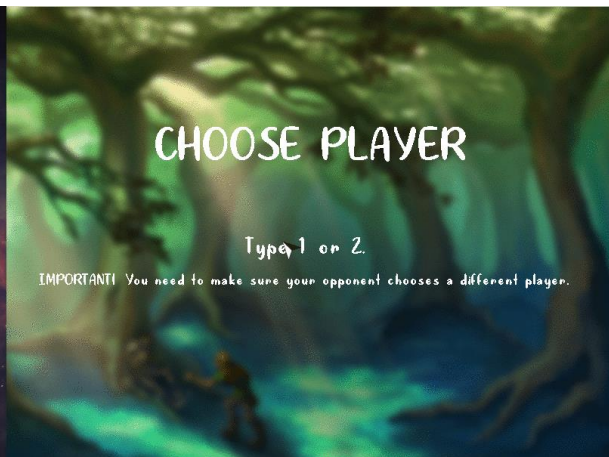 CHOOSE PLAYER
Type 1 or 2.
IMPORTANT! You need to make sure your opponent chooses a different player.